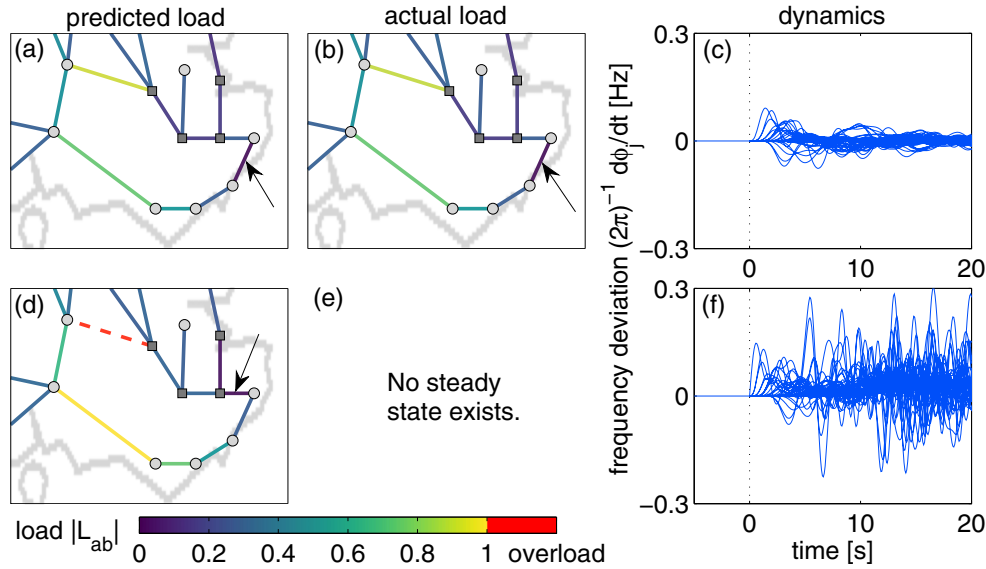 predicted load
actual load
dynamics
(a)
(b)
(c)
0.3
0
−0.3
0
10
20
frequency deviation (2π)⁻¹ dϕj/dt [Hz]
(d)
(e)
No steady
state exists.
(f)
0.3
0
−0.3
0
10
20
time [s]
load |Lab|
0
0.2
0.4
0.6
0.8
1
overload